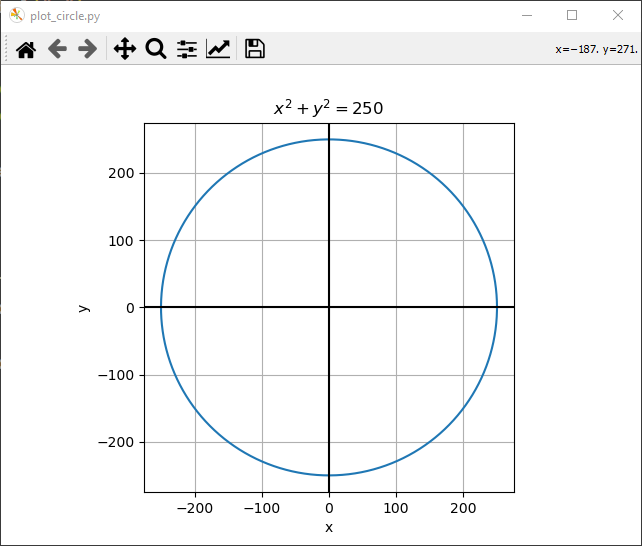 plot_circle.py
x=−187. y=271.
x² + y² = 250
200
100
0
−100
−200
y
−200 −100 0 100 200
x